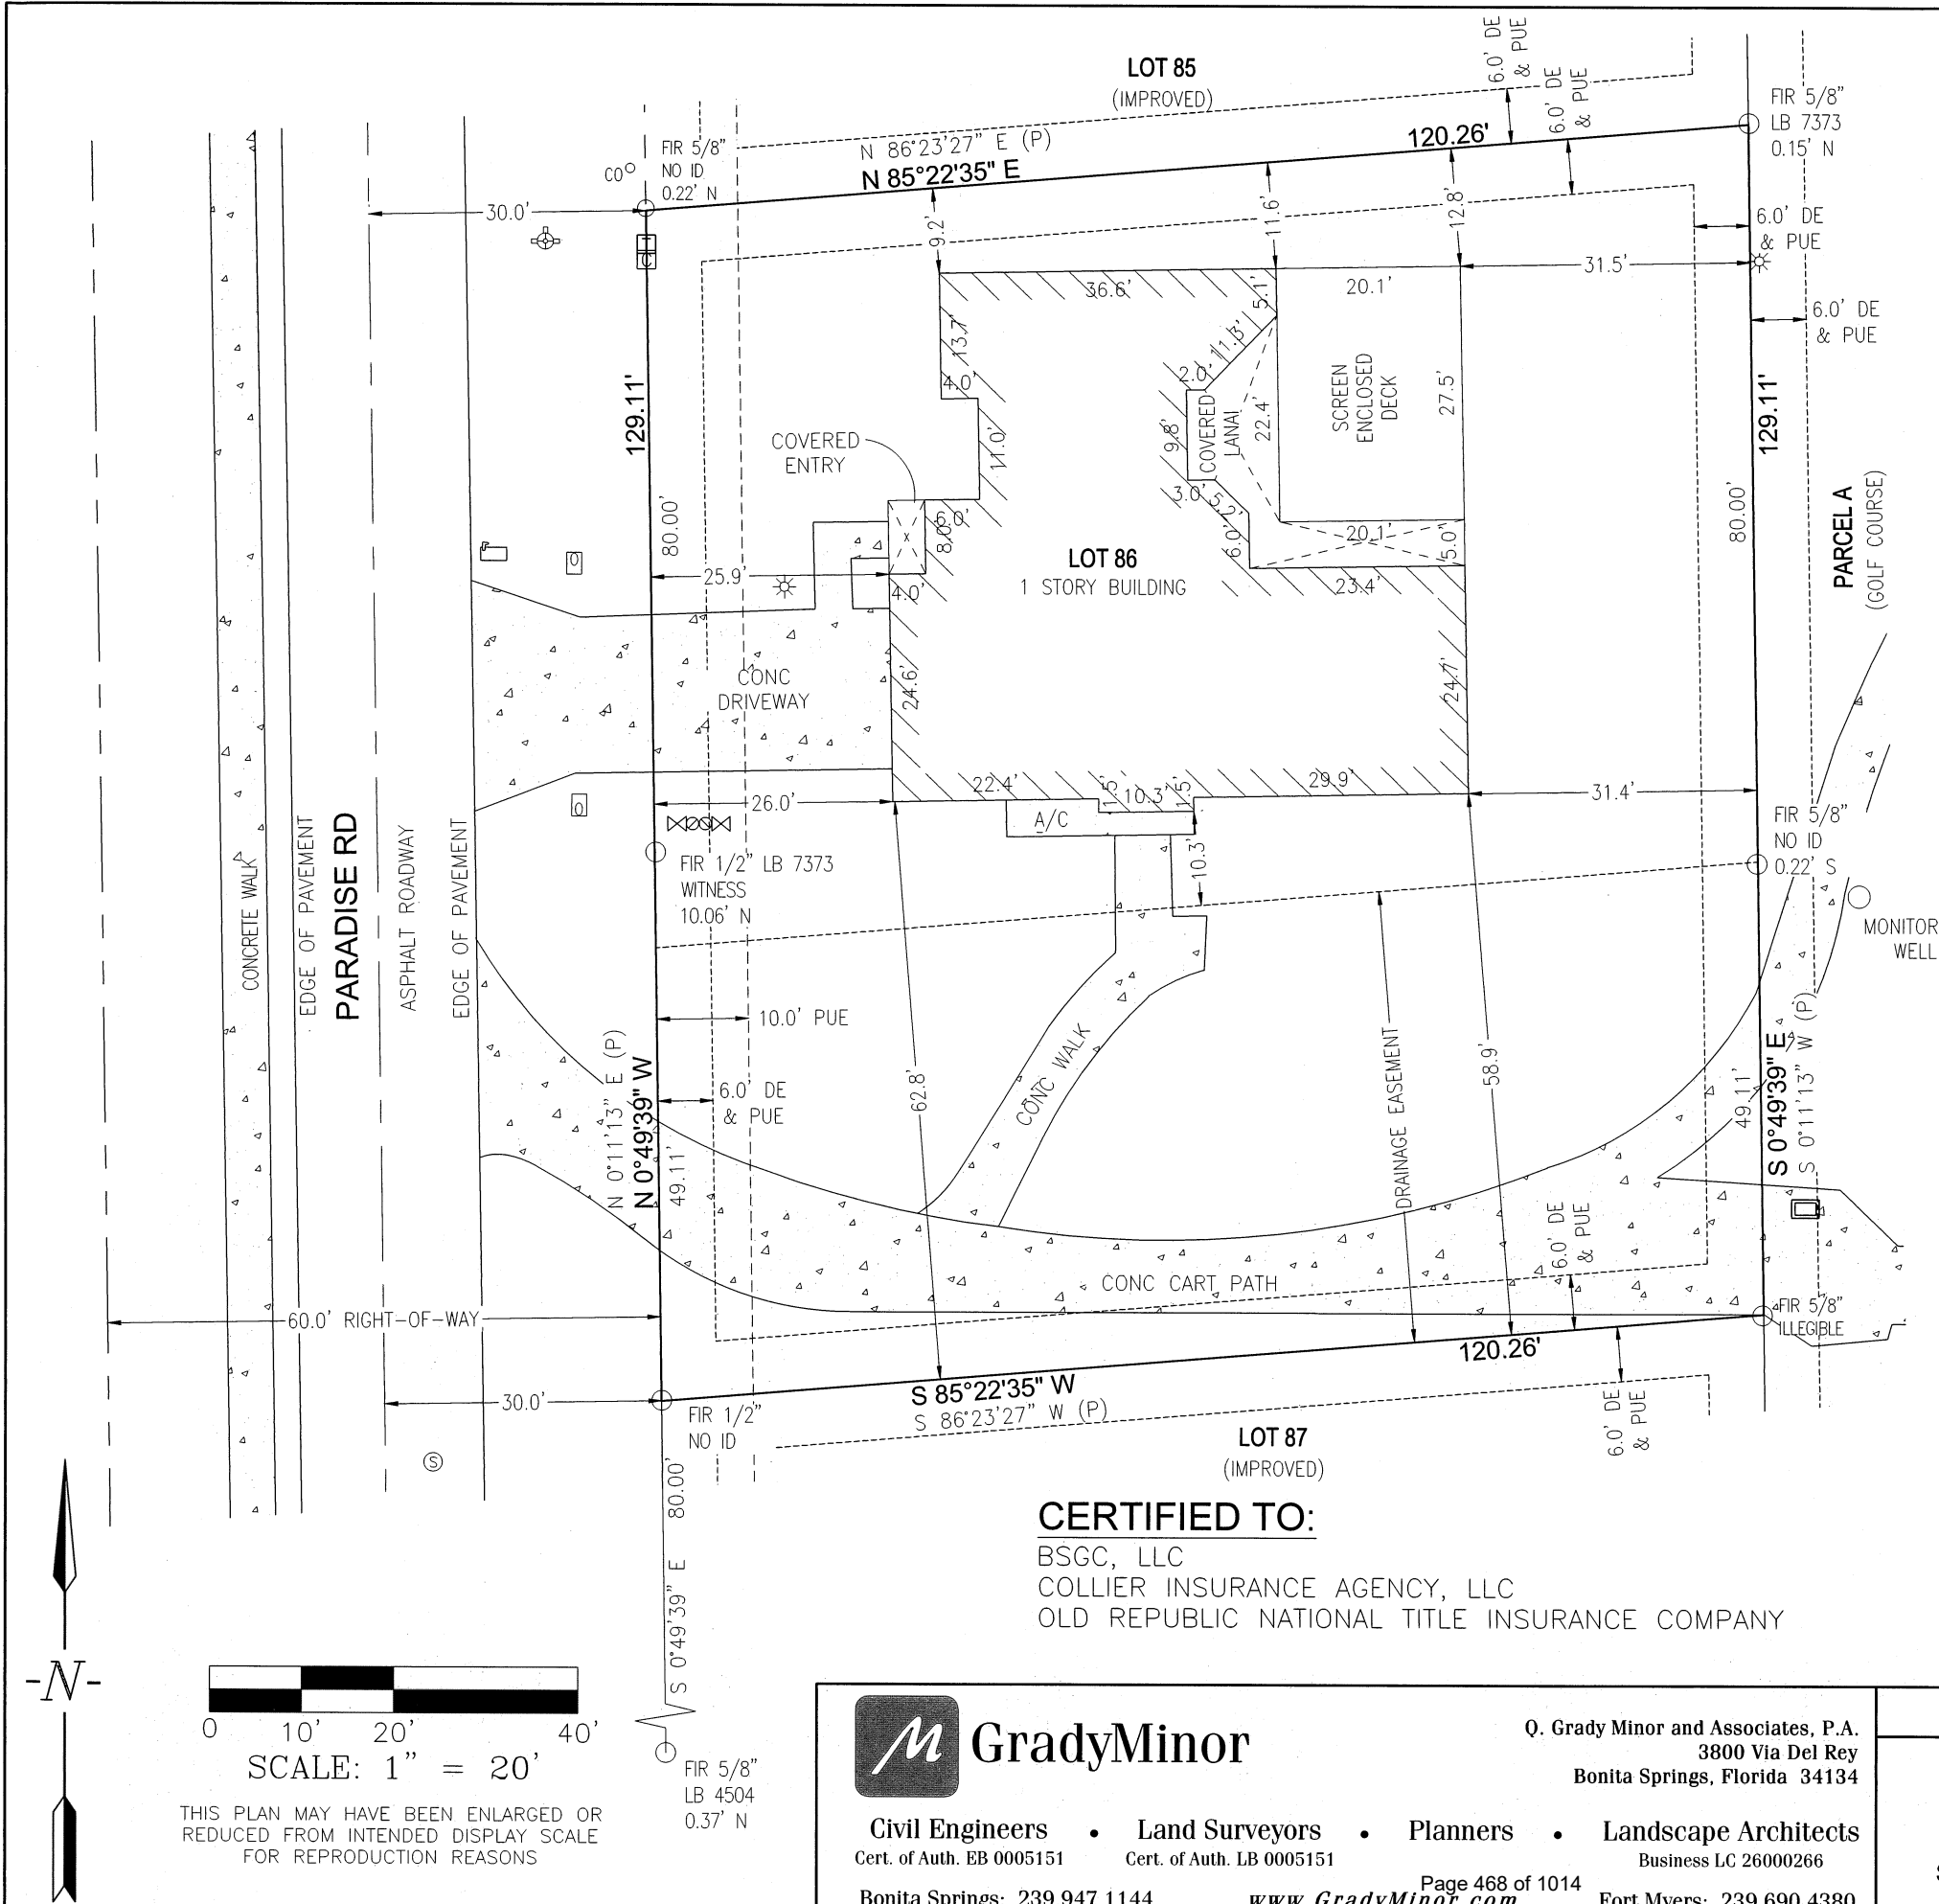 LOT 85
(IMPROVED)
6.0' DE
& PUE
6.0' DE
& PUE
FIR 5/8"
LB 7373
0.15' N
N 86°23'27" E (P)
N 85°22'35" E
120.26'
CO
FIR 5/8"
NO ID
0.22' N
30.0'
T
C
9.2'
11.6'
12.8'
6.0' DE
& PUE
31.5'
6.0' DE
& PUE
36.6'
5.1'
20.1'
13.7'
4.0'
11.3'
2.0'
SCREEN
ENCLOSED
DECK
27.5'
129.11'
129.11'
COVERED
ENTRY
11.0'
9.8'
COVERED
LANAI
22.4'
3.0'
5.2'
6.0'
8.0'
6.0'
20.1'
5.0'
80.00'
80.00'
PARCEL A
(GOLF COURSE)
LOT 86
1 STORY BUILDING
25.9'
4.0'
23.4'
CONC
DRIVEWAY
24.6'
24.7'
22.4'
1.5'
10.3'
1.5'
29.9'
26.0'
31.4'
A/C
10.3'
FIR 5/8"
NO ID
0.22' S
FIR 1/2" LB 7373
WITNESS
10.06' N
MONITOR
WELL
CONCRETE WALK
EDGE OF PAVEMENT
PARADISE RD
ASPHALT ROADWAY
EDGE OF PAVEMENT
10.0' PUE
6.0' DE
& PUE
N 0°11'13" E (P)
N 0°49'39" W
49.11'
62.8'
CONC WALK
DRAINAGE EASEMENT
58.9'
49.11'
S 0°49'39" E
S 0°11'13" W (P)
6.0' DE
& PUE
CONC CART PATH
60.0' RIGHT-OF-WAY
FIR 5/8"
ILLEGIBLE
120.26'
30.0'
S 85°22'35" W
S 86°23'27" W (P)
FIR 1/2"
NO ID
6.0' DE
& PUE
LOT 87
(IMPROVED)
S
80.00'
S 0°49'39" E
CERTIFIED TO:
BSGC, LLC
COLLIER INSURANCE AGENCY, LLC
OLD REPUBLIC NATIONAL TITLE INSURANCE COMPANY
-N-
0 10' 20' 40'
SCALE: 1" = 20'
THIS PLAN MAY HAVE BEEN ENLARGED OR
REDUCED FROM INTENDED DISPLAY SCALE
FOR REPRODUCTION REASONS
FIR 5/8"
LB 4504
0.37' N
M GradyMinor
Q. Grady Minor and Associates, P.A.
3800 Via Del Rey
Bonita Springs, Florida 34134
Civil Engineers • Land Surveyors • Planners • Landscape Architects
Cert. of Auth. EB 0005151 Cert. of Auth. LB 0005151 Business LC 26000266
Page 468 of 1014
Bonita Springs: 239.947.1144 www.GradyMinor.com Fort Myers: 239.690.4380